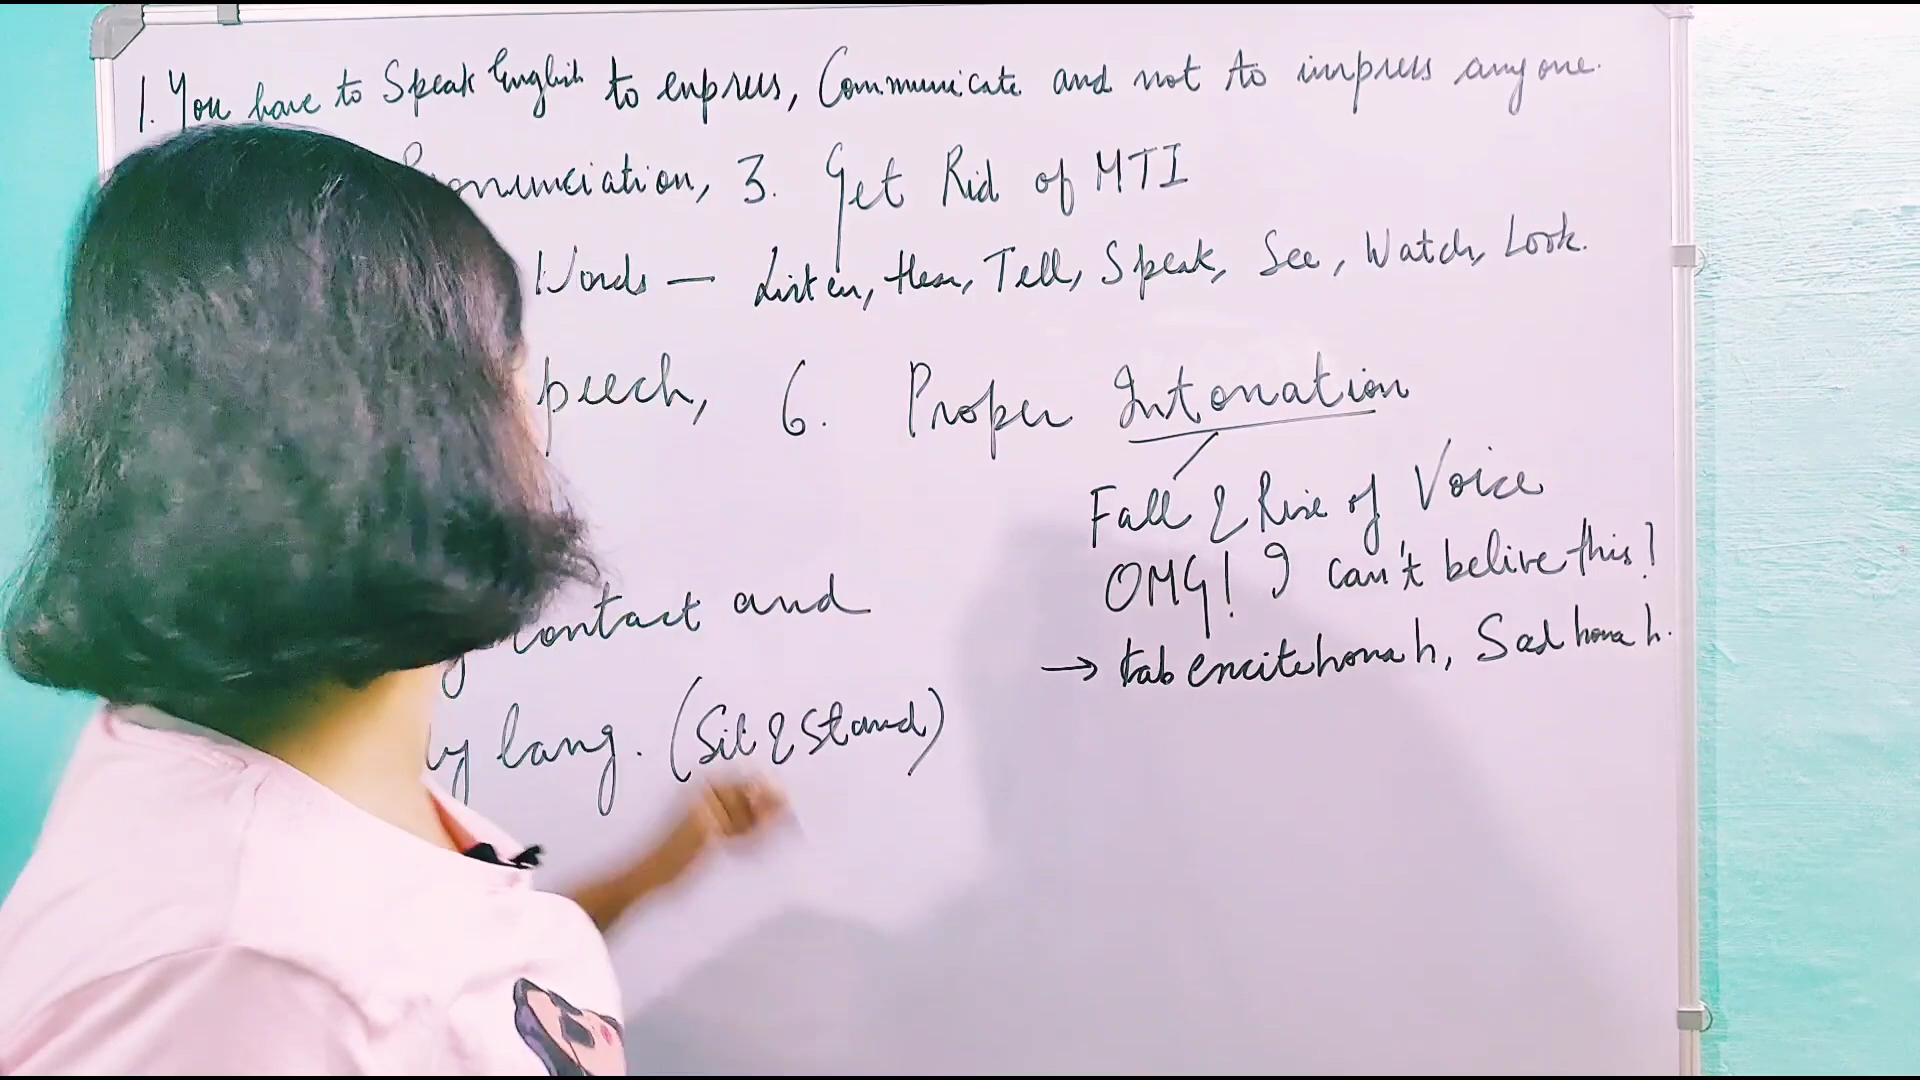 1. You have to Speak English to express, Communicate and not to impress anyone.
onunciation, 3. Get Rid of MTI
Words — Listen, Hear, Tell, Speak, See, Watch, Look.
peech, 6. Proper Intonation
Fall & Rise of Voice
OMG! I can't belive this!
→ tab excite hona h, Sad hona h.
contact and
y lang. (Sit & Stand)